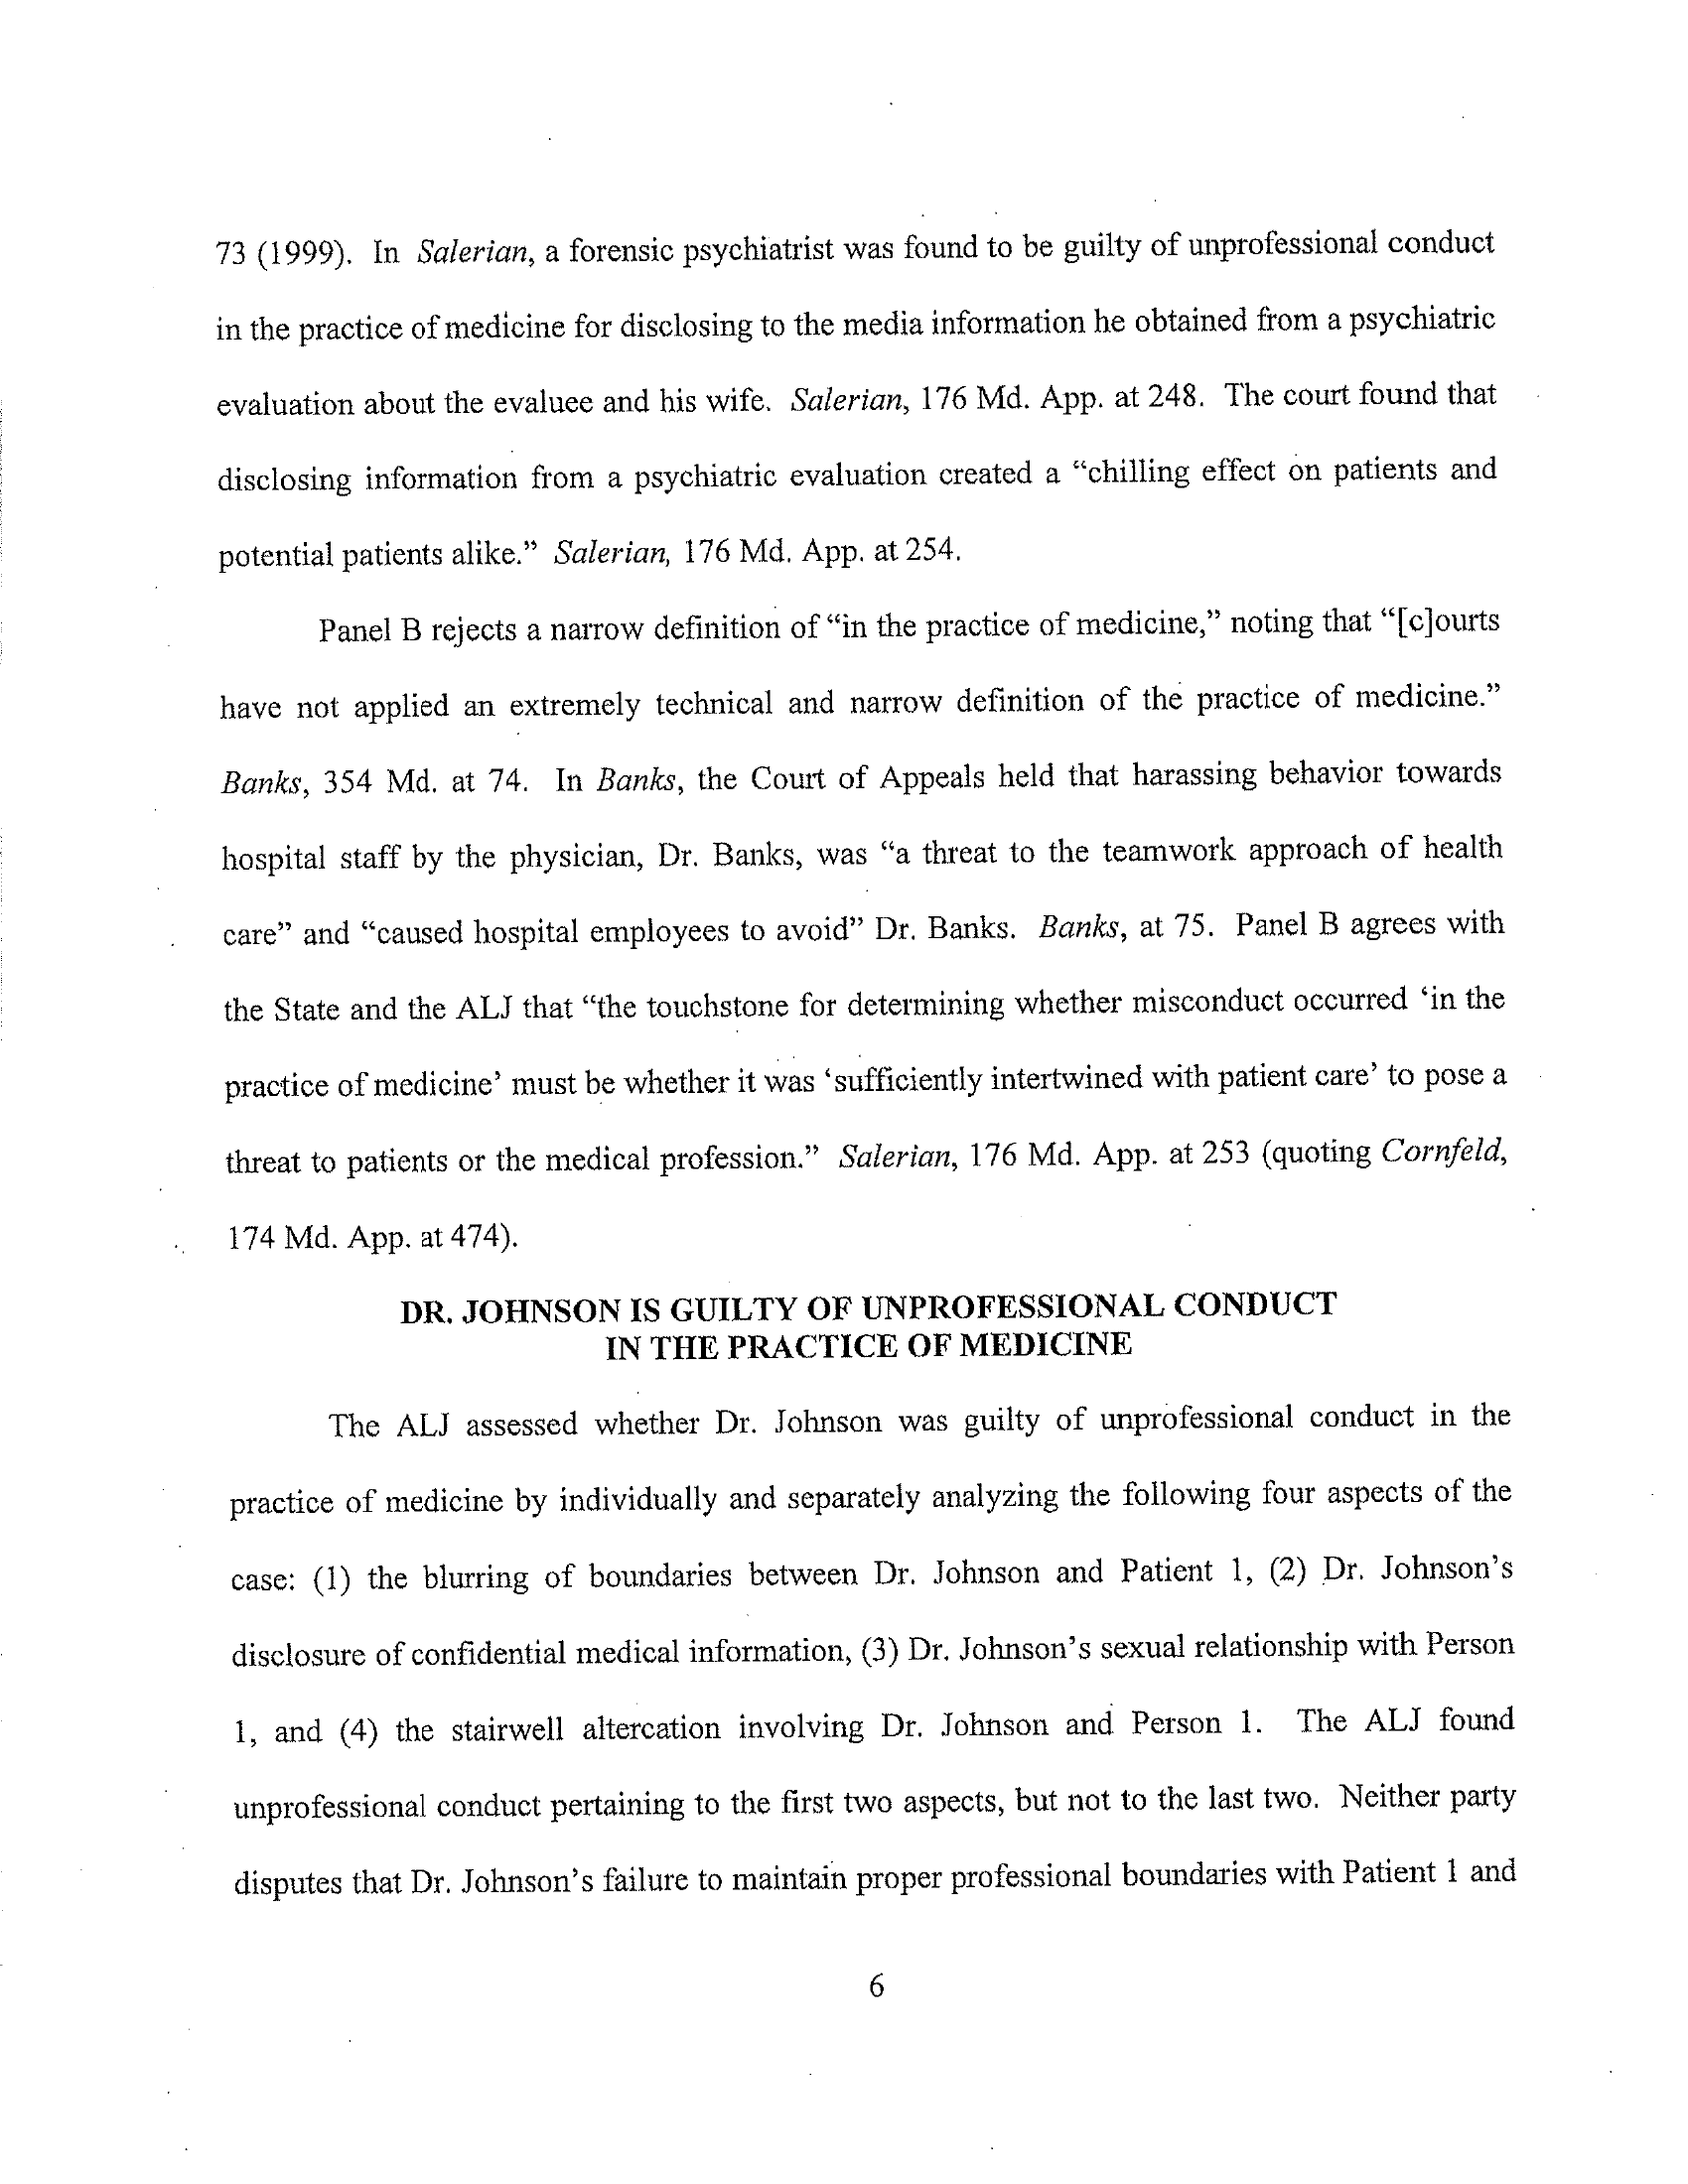 73 (1999). In Salerian, a forensic psychiatrist was found to be guilty of unprofessional conduct
in the practice of medicine for disclosing to the media information he obtained from a psychiatric
evaluation about the evaluee and his wife. Salerian, 176 Md. App. at 248. The court found that
disclosing information from a psychiatric evaluation created a “chilling effect on patients and
potential patients alike.” Salerian, 176 Md. App. at 254.
Panel B rejects a narrow definition of “in the practice of medicine,” noting that “[c]ourts
have not applied an extremely technical and narrow definition of the practice of medicine.”
Banks, 354 Md. at 74. In Banks, the Court of Appeals held that harassing behavior towards
hospital staff by the physician, Dr. Banks, was “a threat to the teamwork approach of health
care” and “caused hospital employees to avoid” Dr. Banks. Banks, at 75. Panel B agrees with
the State and the ALJ that “the touchstone for determining whether misconduct occurred ‘in the
practice of medicine’ must be whether it was ‘sufficiently intertwined with patient care’ to pose a
threat to patients or the medical profession.” Salerian, 176 Md. App. at 253 (quoting Cornfeld,
174 Md. App. at 474).
DR. JOHNSON IS GUILTY OF UNPROFESSIONAL CONDUCT
IN THE PRACTICE OF MEDICINE
The ALJ assessed whether Dr. Johnson was guilty of unprofessional conduct in the
practice of medicine by individually and separately analyzing the following four aspects of the
case: (1) the blurring of boundaries between Dr. Johnson and Patient 1, (2) Dr. Johnson’s
disclosure of confidential medical information, (3) Dr. Johnson’s sexual relationship with Person
1, and (4) the stairwell altercation involving Dr. Johnson and Person 1. The ALJ found
unprofessional conduct pertaining to the first two aspects, but not to the last two. Neither party
disputes that Dr. Johnson’s failure to maintain proper professional boundaries with Patient 1 and
6